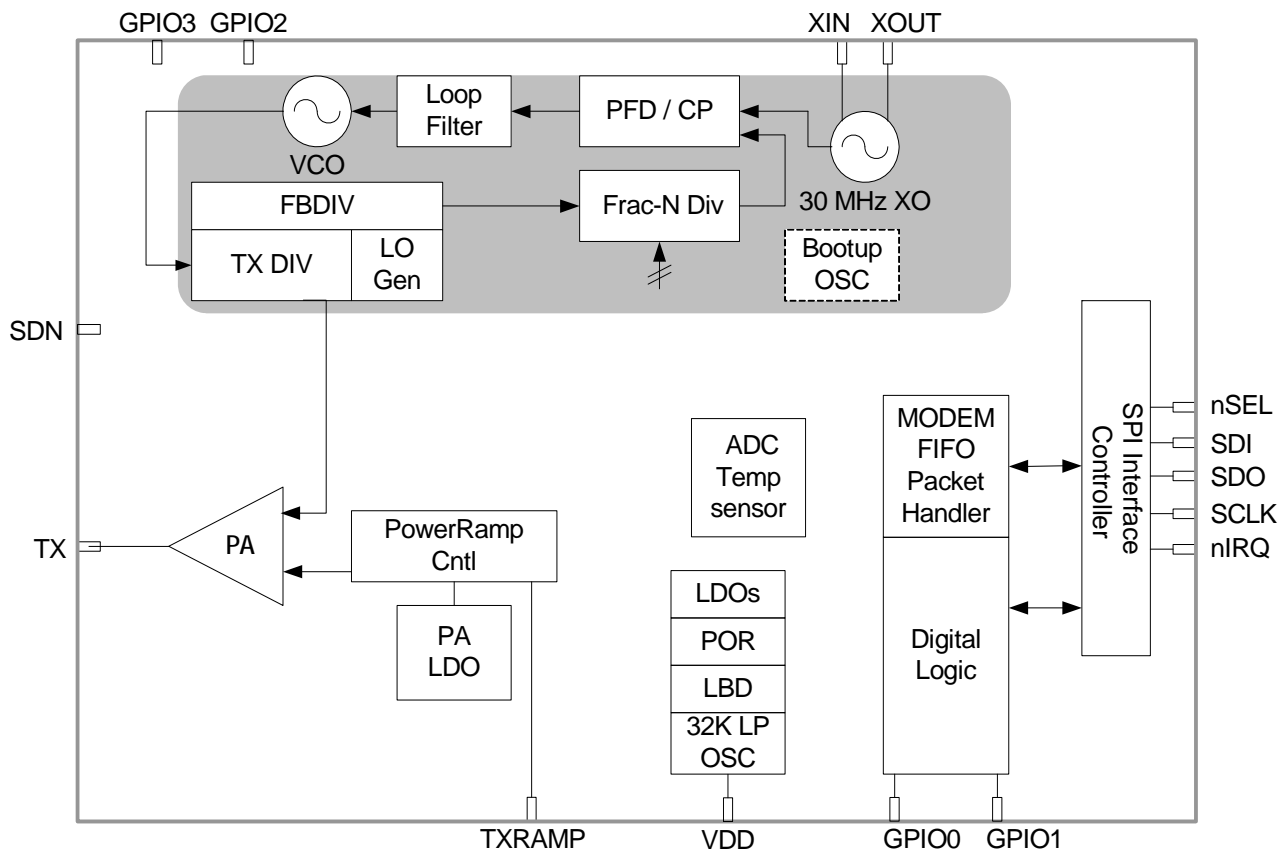 GPIO3
GPIO2
XIN
XOUT
Loop
Filter
PFD / CP
VCO
30 MHz XO
FBDIV
Frac-N Div
TX DIV
LO
Gen
Bootup
OSC
SDN
SPI Interface
Controller
nSEL
SDI
SDO
SCLK
nIRQ
MODEM
FIFO
Packet
Handler
ADC
Temp
sensor
TX
PA
PowerRamp
Cntl
PA
LDO
LDOs
POR
LBD
32K LP
OSC
Digital
Logic
TXRAMP
VDD
GPIO0
GPIO1